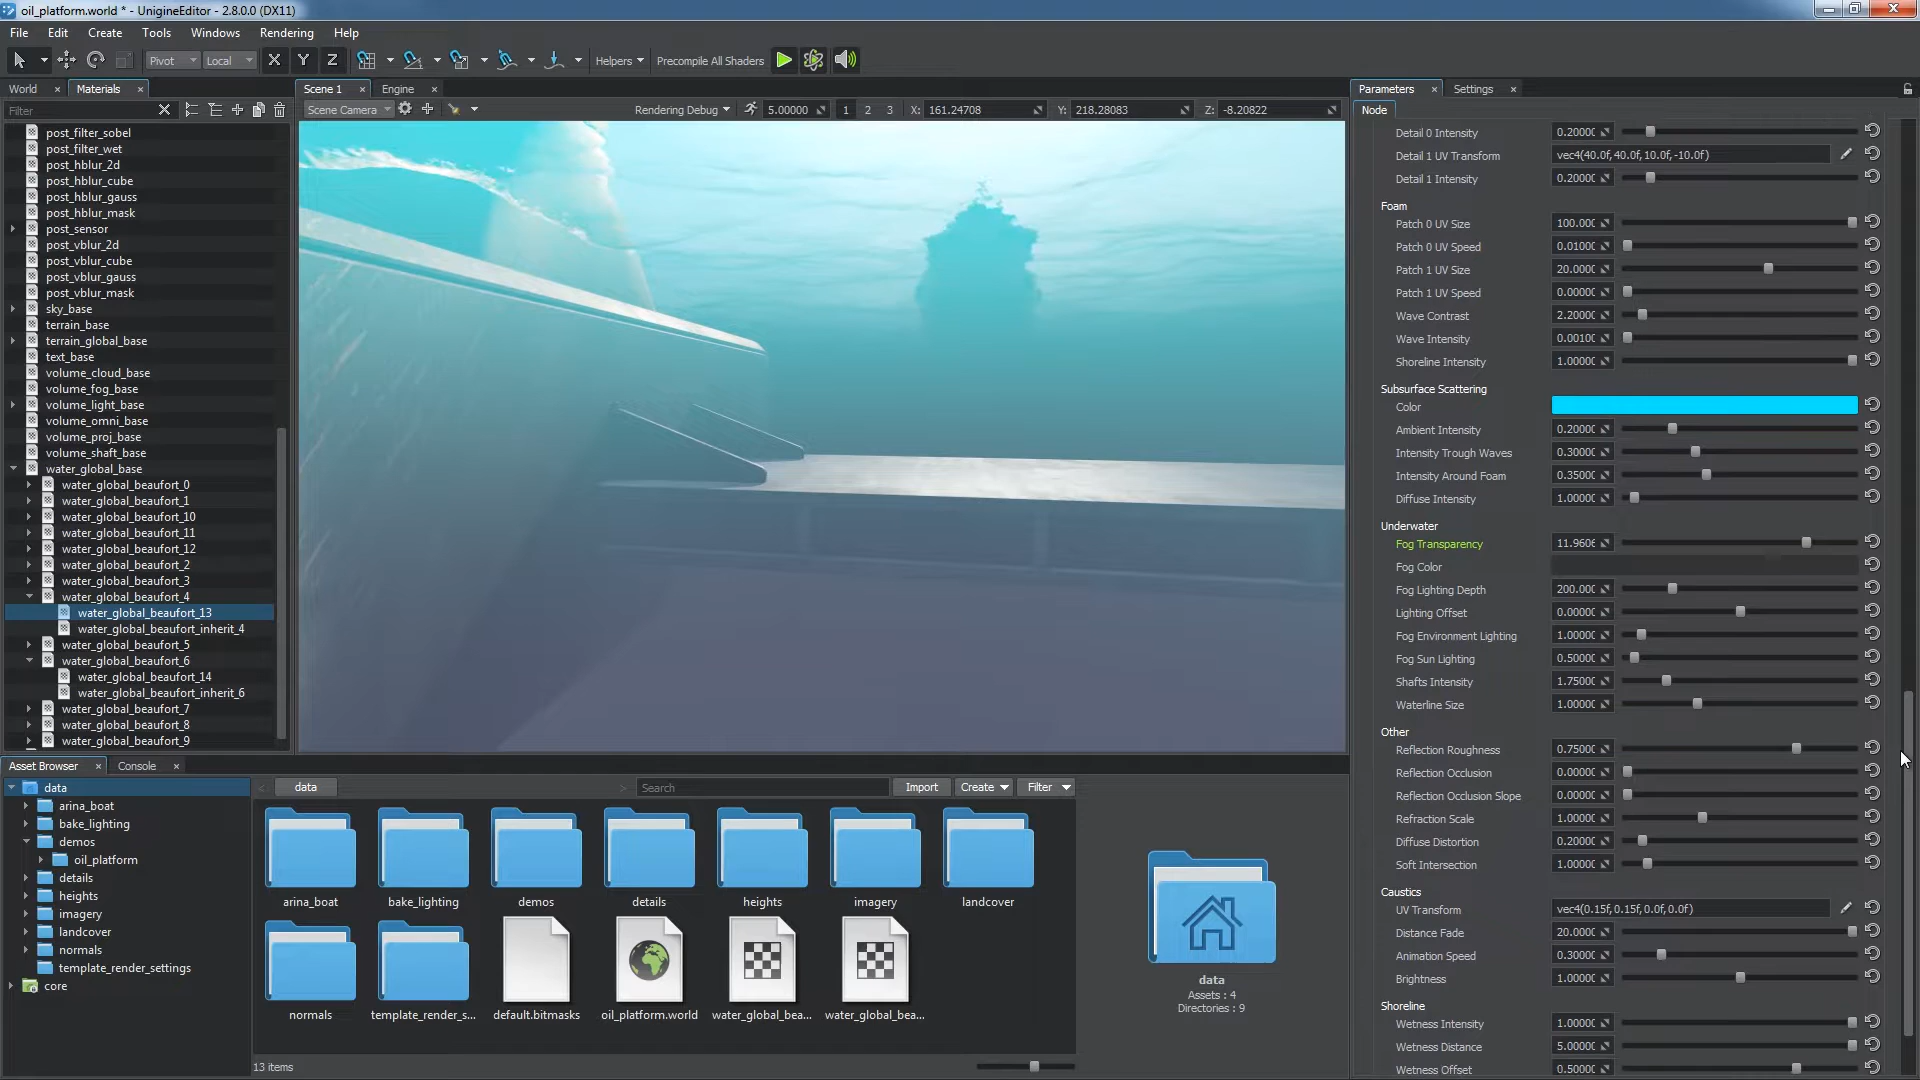 oil_platform.world * - UnigineEditor - 2.8.0.0 (DX11)
File Edit Create Tools Windows Rendering Help
Pivot Local X Y Z Helpers Precompile All Shaders
World Materials
Filter
post_filter_sobel
post_filter_wet
post_hblur_2d
post_hblur_cube
post_hblur_gauss
post_hblur_mask
post_sensor
post_vblur_2d
post_vblur_cube
post_vblur_gauss
post_vblur_mask
sky_base
terrain_base
terrain_global_base
text_base
volume_cloud_base
volume_fog_base
volume_light_base
volume_omni_base
volume_proj_base
volume_shaft_base
water_global_base
water_global_beaufort_0
water_global_beaufort_1
water_global_beaufort_10
water_global_beaufort_11
water_global_beaufort_12
water_global_beaufort_2
water_global_beaufort_3
water_global_beaufort_4
water_global_beaufort_13
water_global_beaufort_inherit_4
water_global_beaufort_5
water_global_beaufort_6
water_global_beaufort_14
water_global_beaufort_inherit_6
water_global_beaufort_7
water_global_beaufort_8
water_global_beaufort_9
Scene 1 Engine
Scene Camera Rendering Debug 5.00000 1 2 3 X: 161.24708 Y: 218.28083 Z: -8.20822
Parameters Settings
Node
Detail 0 Intensity 0.2000(
Detail 1 UV Transform vec4(40.0f, 40.0f, 10.0f, -10.0f)
Detail 1 Intensity 0.2000(
Foam
Patch 0 UV Size 100.00(
Patch 0 UV Speed 0.0100(
Patch 1 UV Size 20.000(
Patch 1 UV Speed 0.0000(
Wave Contrast 2.2000(
Wave Intensity 0.0010(
Shoreline Intensity 1.0000(
Subsurface Scattering
Color
Ambient Intensity 0.2000(
Intensity Trough Waves 0.3000(
Intensity Around Foam 0.3500(
Diffuse Intensity 1.0000(
Underwater
Fog Transparency 11.960(
Fog Color
Fog Lighting Depth 200.00(
Lighting Offset 0.0000(
Fog Environment Lighting 1.0000(
Fog Sun Lighting 0.5000(
Shafts Intensity 1.7500(
Waterline Size 1.0000(
Other
Reflection Roughness 0.7500(
Reflection Occlusion 0.0000(
Reflection Occlusion Slope 0.0000(
Refraction Scale 1.0000(
Diffuse Distortion 0.2000(
Soft Intersection 1.0000(
Caustics
UV Transform vec4(0.15f, 0.15f, 0.0f, 0.0f)
Distance Fade 20.000(
Animation Speed 0.3000(
Brightness 1.0000(
Shoreline
Wetness Intensity 1.0000(
Wetness Distance 5.0000(
Wetness Offset 0.5000(
Asset Browser Console
data
arina_boat
bake_lighting
demos
oil_platform
details
heights
imagery
landcover
normals
template_render_settings
core
data Search Import Create Filter
arina_boat bake_lighting demos details heights imagery landcover
normals template_render_s... default.bitmasks oil_platform.world water_global_bea... water_global_bea...
13 items
data
Assets : 4
Directories : 9